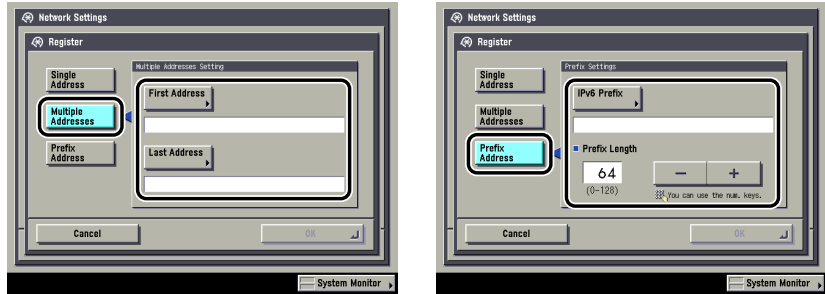 Network Settings
Register
Single
Address
Multiple
Addresses
Prefix
Address
Multiple Addresses Setting
First Address
Last Address
Cancel
OK
System Monitor
Network Settings
Register
Single
Address
Multiple
Addresses
Prefix
Address
Prefix Settings
IPv6 Prefix
Prefix Length
64
(0-128)
− +
You can use the num. keys.
Cancel
OK
System Monitor